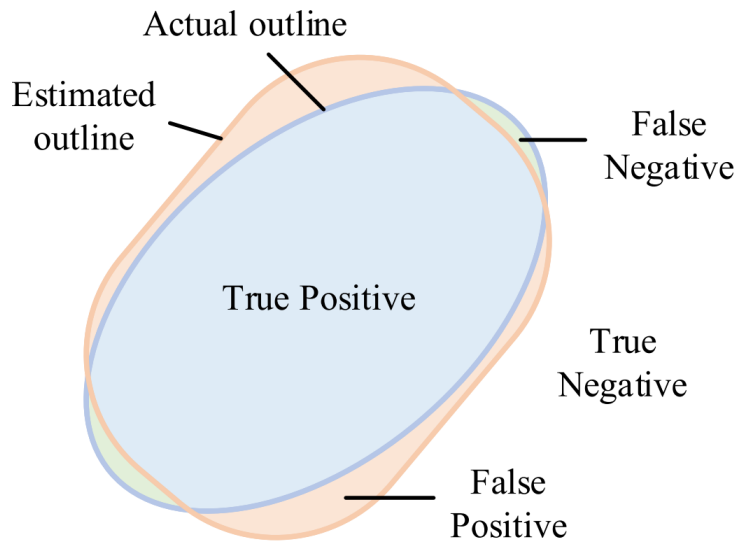 Actual outline
Estimated
outline
False
Negative
True Positive
True
Negative
False
Positive